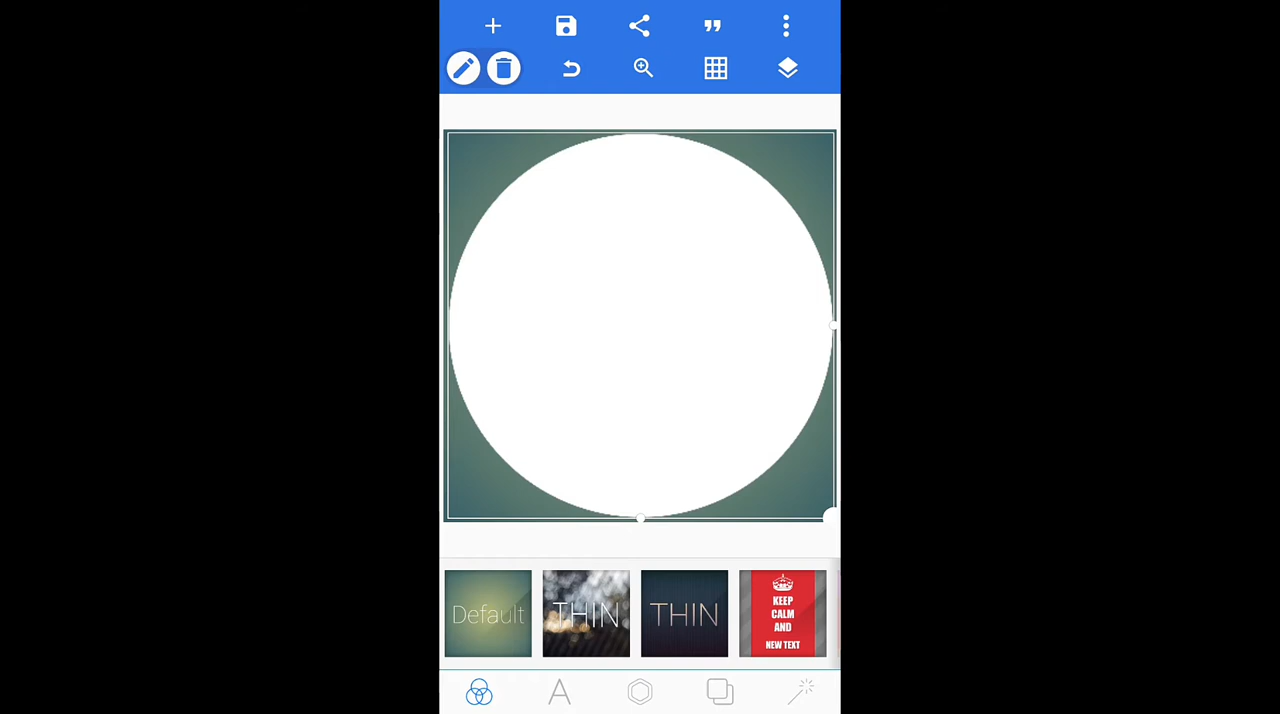 Default
THIN
THIN
KEEP
CALM
AND
NEW TEXT